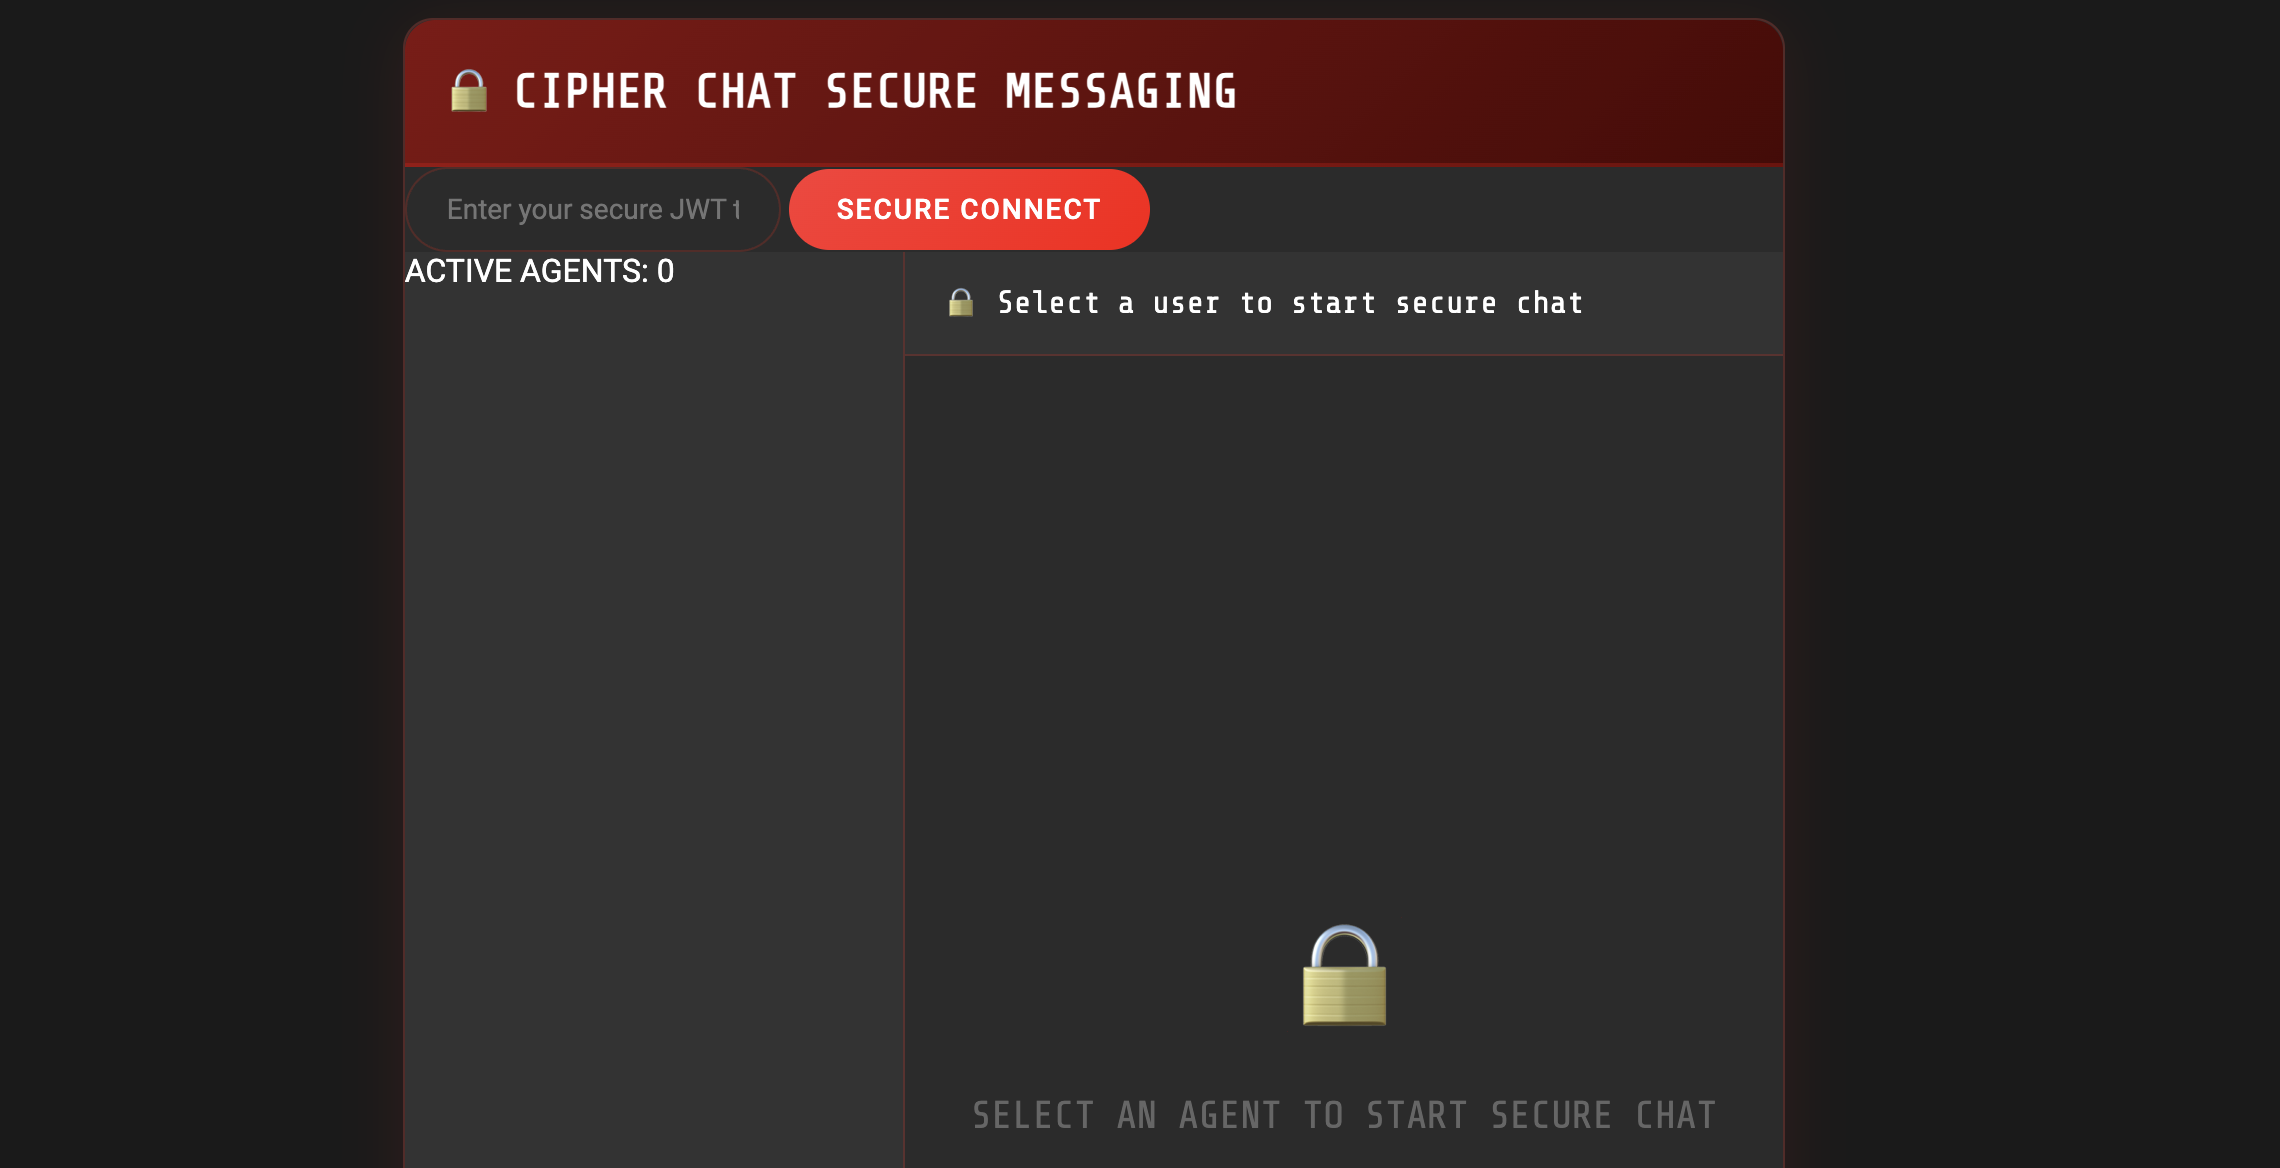 CIPHER CHAT SECURE MESSAGING
Enter your secure JWT t
SECURE CONNECT
ACTIVE AGENTS: 0
Select a user to start secure chat
SELECT AN AGENT TO START SECURE CHAT